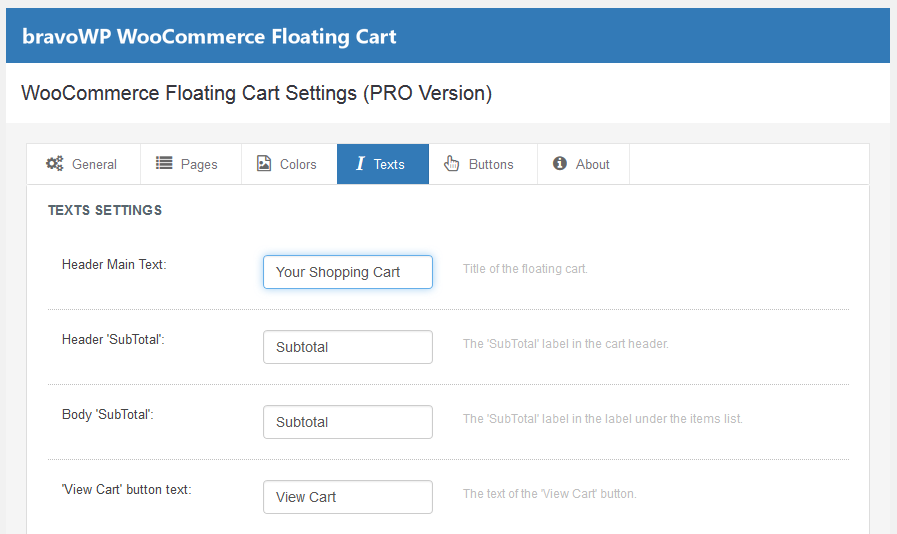 bravoWP WooCommerce Floating Cart
WooCommerce Floating Cart Settings (PRO Version)
General Pages Colors Texts Buttons About
TEXTS SETTINGS
Header Main Text: Your Shopping Cart Title of the floating cart.
Header 'SubTotal': Subtotal The 'SubTotal' label in the cart header.
Body 'SubTotal': Subtotal The 'SubTotal' label in the label under the items list.
'View Cart' button text: View Cart The text of the 'View Cart' button.